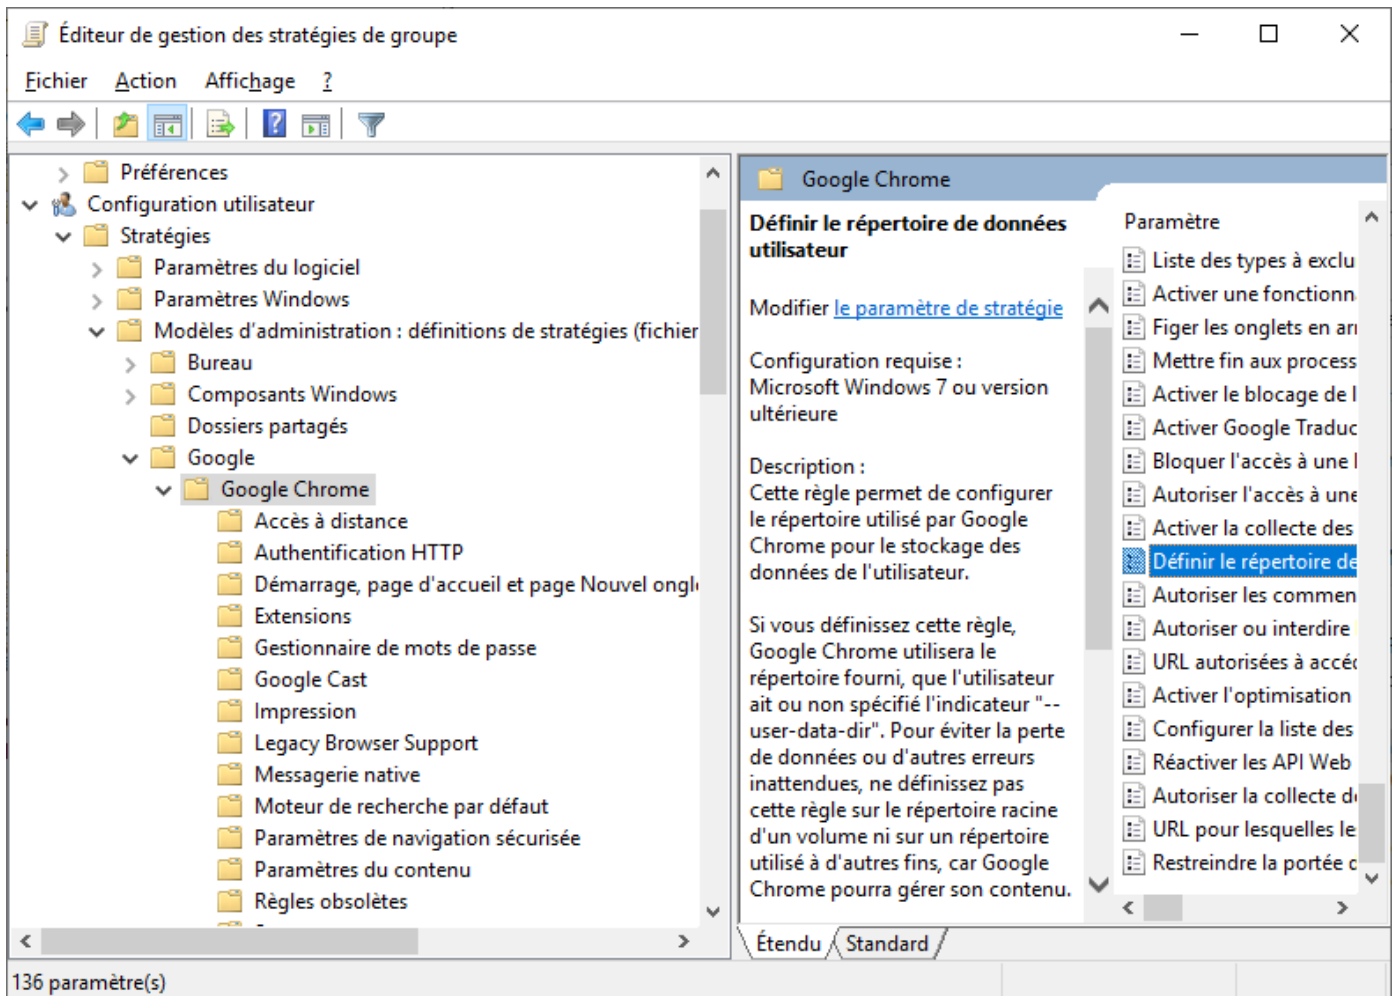 Éditeur de gestion des stratégies de groupe
Fichier Action Affichage ?
Préférences
Configuration utilisateur
Stratégies
Paramètres du logiciel
Paramètres Windows
Modèles d'administration : définitions de stratégies (fichier
Bureau
Composants Windows
Dossiers partagés
Google
Google Chrome
Accès à distance
Authentification HTTP
Démarrage, page d'accueil et page Nouvel ongl
Extensions
Gestionnaire de mots de passe
Google Cast
Impression
Legacy Browser Support
Messagerie native
Moteur de recherche par défaut
Paramètres de navigation sécurisée
Paramètres du contenu
Règles obsolètes
Google Chrome
Définir le répertoire de données
utilisateur
Modifier le paramètre de stratégie
Configuration requise :
Microsoft Windows 7 ou version
ultérieure
Description :
Cette règle permet de configurer
le répertoire utilisé par Google
Chrome pour le stockage des
données de l'utilisateur.
Si vous définissez cette règle,
Google Chrome utilisera le
répertoire fourni, que l'utilisateur
ait ou non spécifié l'indicateur "--
user-data-dir". Pour éviter la perte
de données ou d'autres erreurs
inattendues, ne définissez pas
cette règle sur le répertoire racine
d'un volume ni sur un répertoire
utilisé à d'autres fins, car Google
Chrome pourra gérer son contenu.
Paramètre
Liste des types à exclu
Activer une fonctionn
Figer les onglets en arr
Mettre fin aux process
Activer le blocage de l
Activer Google Traduc
Bloquer l'accès à une l
Autoriser l'accès à une
Activer la collecte des
Définir le répertoire de
Autoriser les commen
Autoriser ou interdire
URL autorisées à accéd
Activer l'optimisation
Configurer la liste des
Réactiver les API Web
Autoriser la collecte de
URL pour lesquelles le
Restreindre la portée d
Étendu Standard
136 paramètre(s)